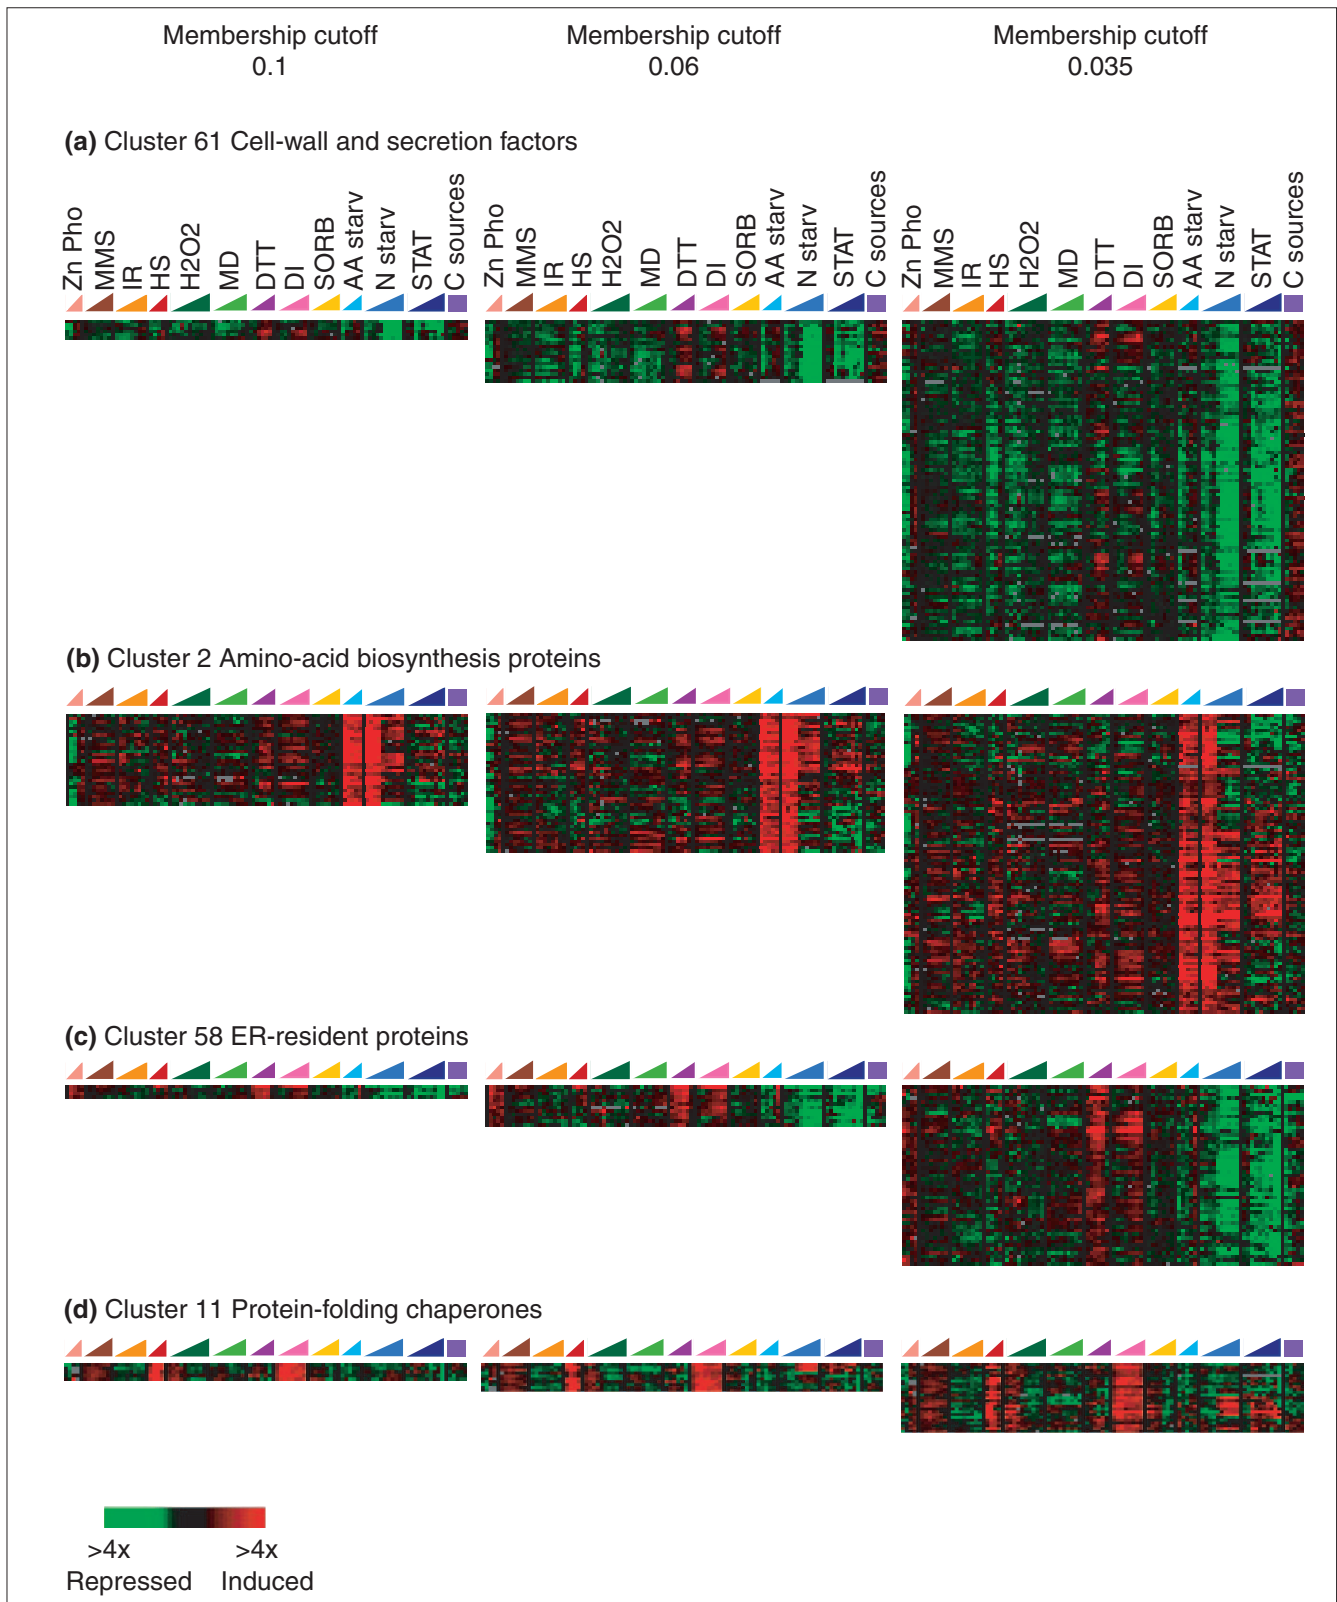 Membership cutoff
0.1
Membership cutoff
0.06
Membership cutoff
0.035
(a) Cluster 61 Cell-wall and secretion factors
Zn Pho MMS IR HS H2O2 MD DTT DI SORB AA starv N starv STAT C sources
Zn Pho MMS IR HS H2O2 MD DTT DI SORB AA starv N starv STAT C sources
Zn Pho MMS IR HS H2O2 MD DTT DI SORB AA starv N starv STAT C sources
(b) Cluster 2 Amino-acid biosynthesis proteins
(c) Cluster 58 ER-resident proteins
(d) Cluster 11 Protein-folding chaperones
>4x >4x
Repressed Induced